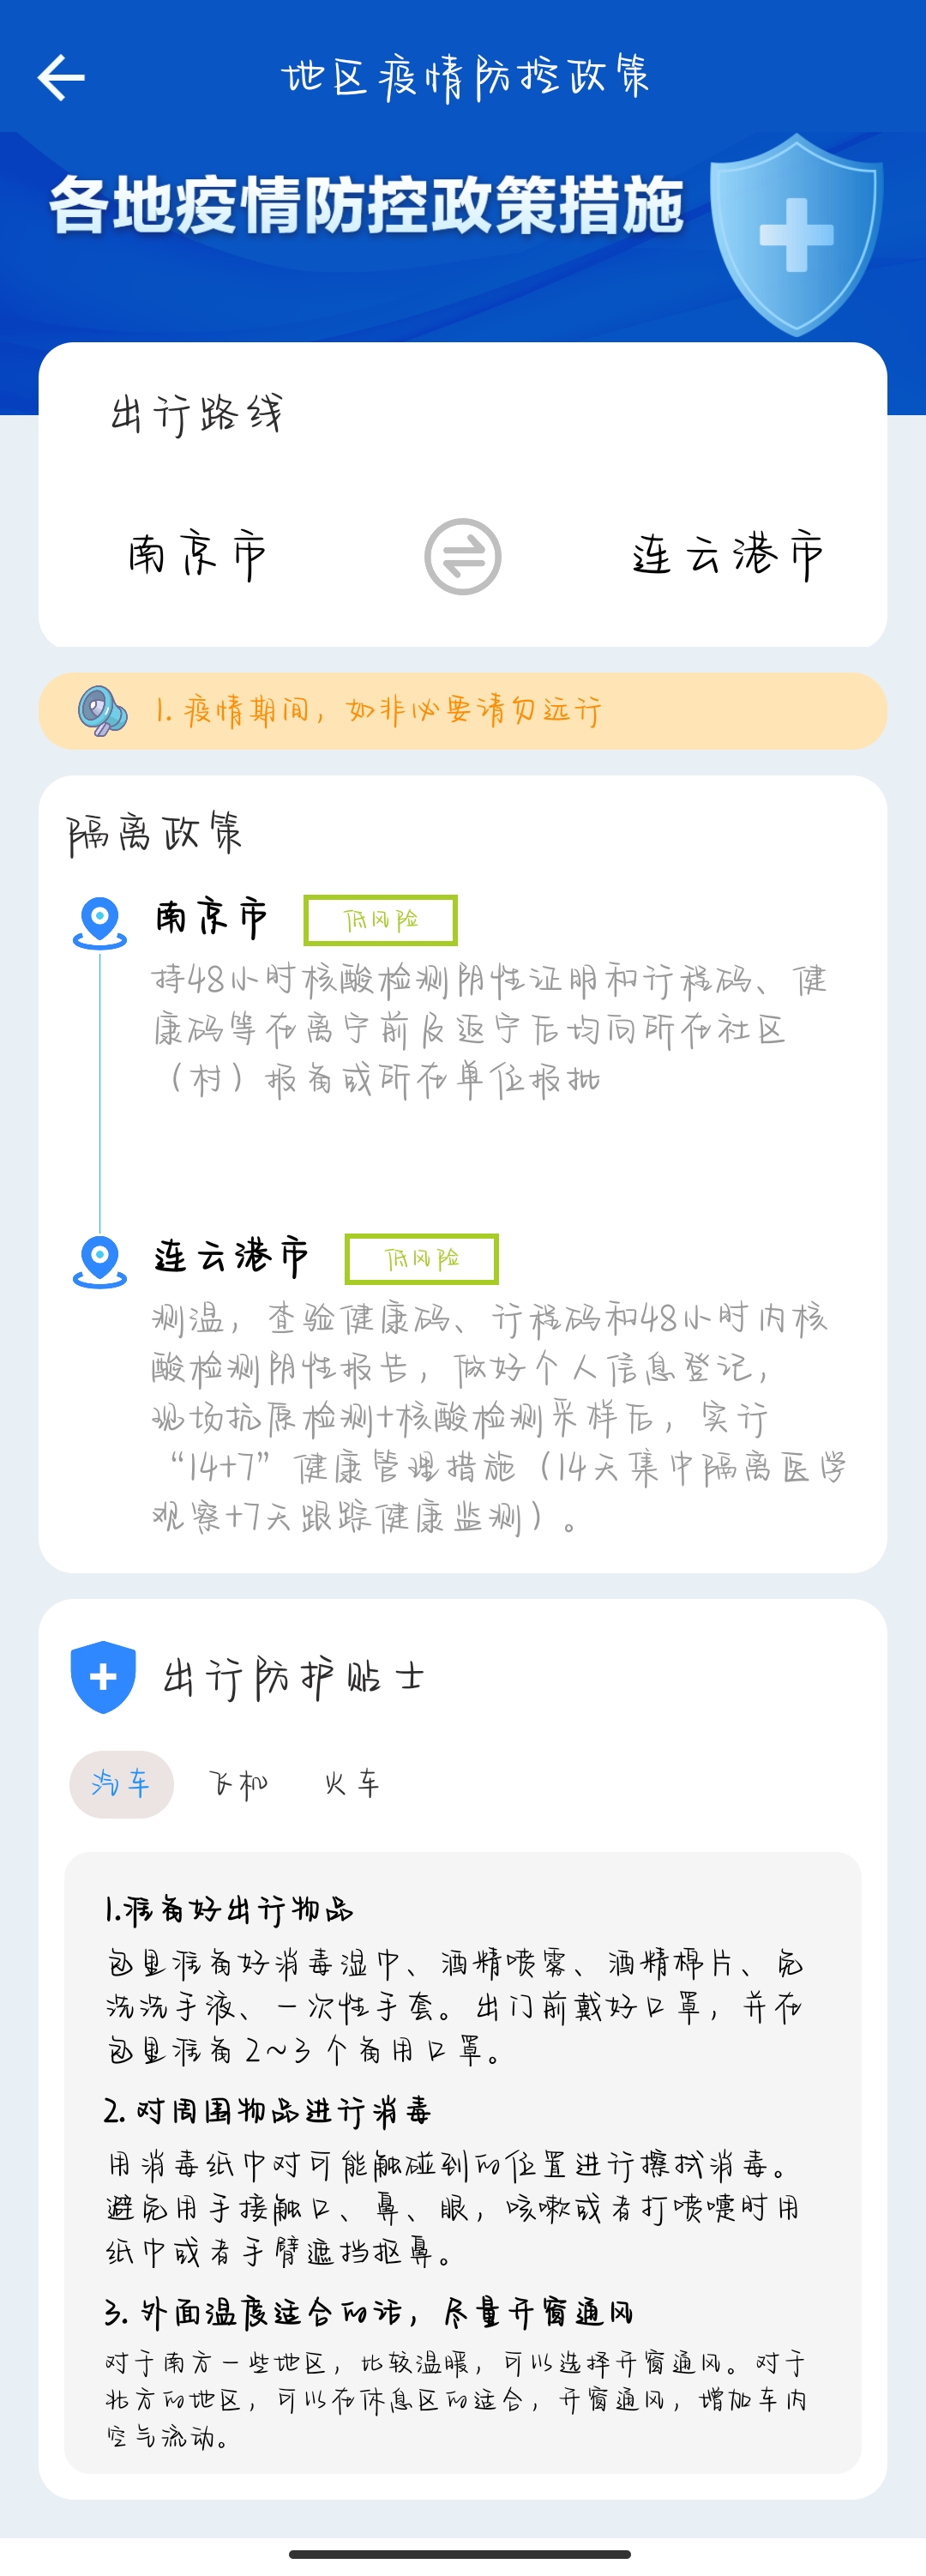 地区疫情防控政策
各地疫情防控政策措施
出行路线
南京市
连云港市
1. 疫情期间，如非必要请勿远行
隔离政策
南京市
低风险
持48小时核酸检测阴性证明和行程码、健
康码等在离宁前及返宁后均向所在社区
（村）报备或所在单位报批
连云港市
低风险
测温，查验健康码、行程码和48小时内核
酸检测阴性报告，做好个人信息登记，
现场抗原检测+核酸检测采样后，实行
“14+7”健康管理措施（14天集中隔离医学
观察+7天跟踪健康监测）。
出行防护贴士
汽车
飞机
火车
1.准备好出行物品
包里准备好消毒湿巾、酒精喷雾、酒精棉片、免
洗洗手液、一次性手套。出门前戴好口罩，并在
包里准备2~3个备用口罩。
2. 对周围物品进行消毒
用消毒纸巾对可能触碰到的位置进行擦拭消毒。
避免用手接触口、鼻、眼，咳嗽或者打喷嚏时用
纸巾或者手臂遮挡抠鼻。
3. 外面温度适合的话，尽量开窗通风
对于南方一些地区，比较温暖，可以选择开窗通风。对于
北方的地区，可以在休息区的适合，开窗通风，增加车内
空气流动。